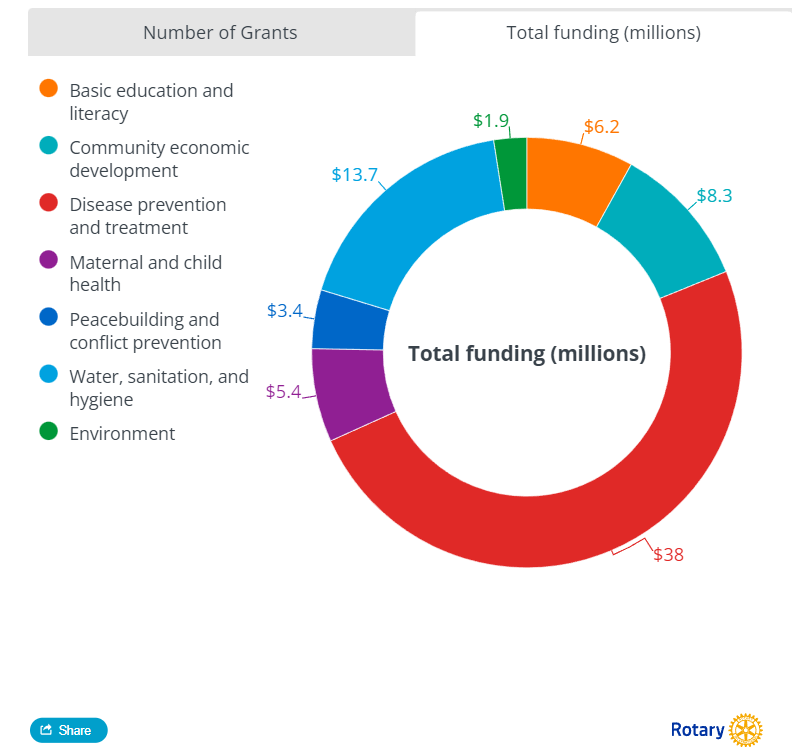 Number of Grants
Total funding (millions)
Basic education and
literacy
Community economic
development
Disease prevention
and treatment
Maternal and child
health
Peacebuilding and
conflict prevention
Water, sanitation, and
hygiene
Environment
$1.9
$6.2
$13.7
$8.3
$3.4
Total funding (millions)
$5.4
$38
Share
Rotary